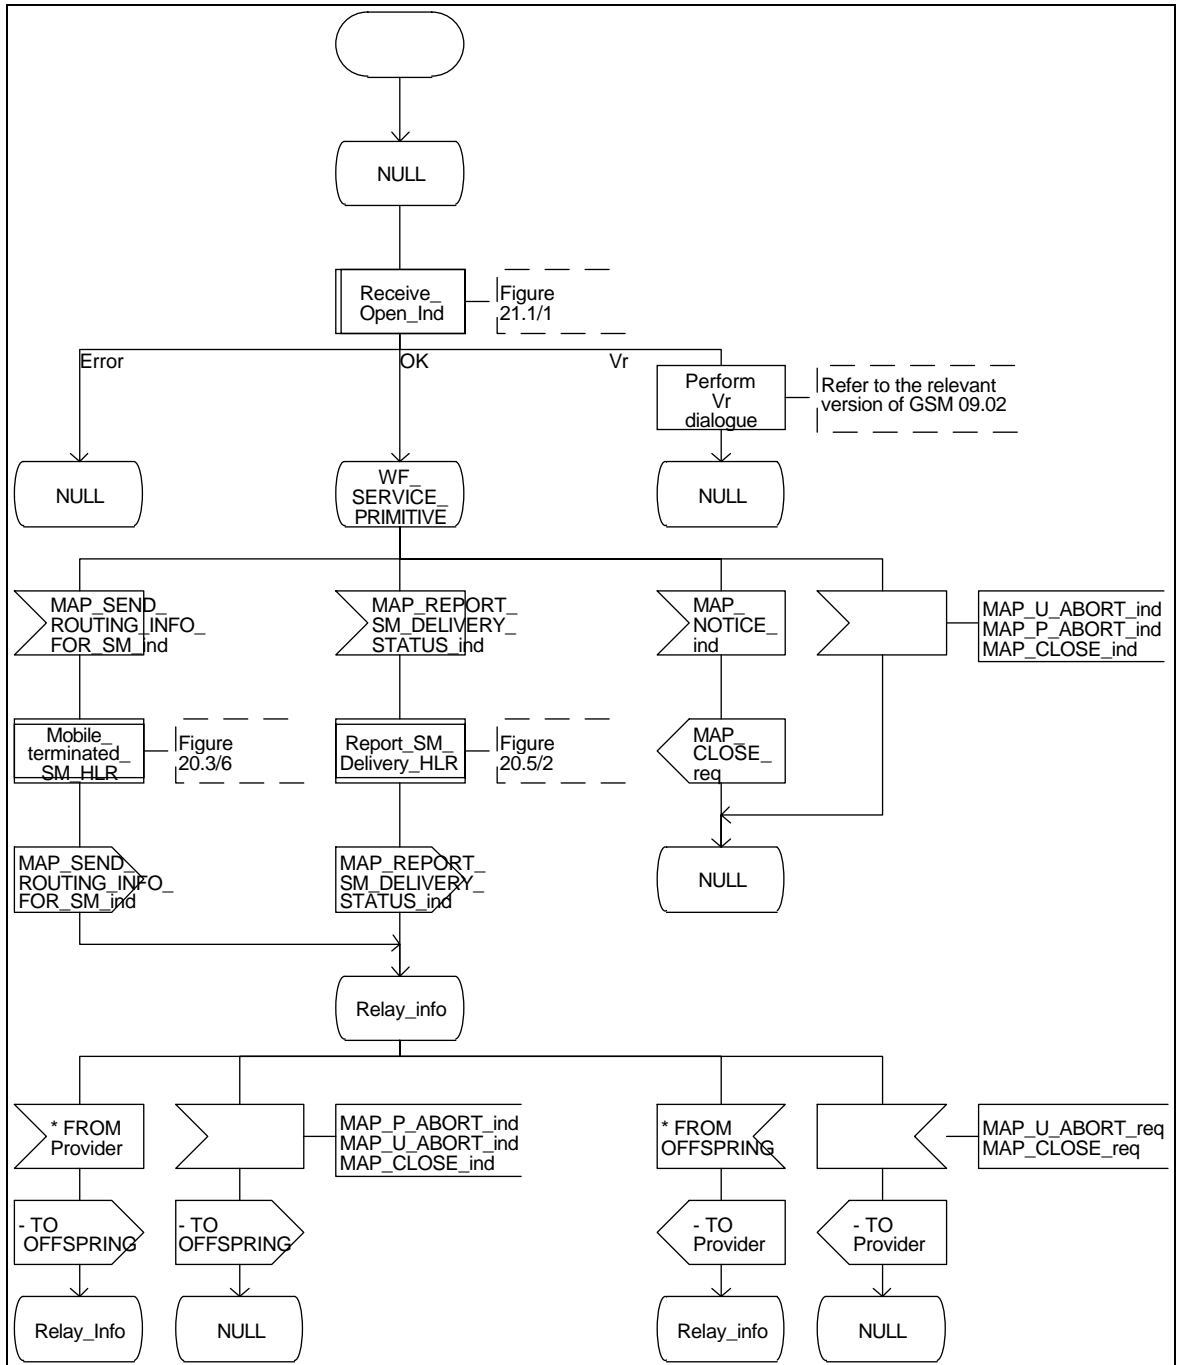 NULL
Receive_
Open_Ind
Figure
21.1/1
Error
OK
Vr
Perform
Vr
dialogue
Refer to the relevant
version of GSM 09.02
NULL
WF_
SERVICE_
PRIMITIVE
NULL
MAP_SEND_
ROUTING_INFO_
FOR_SM_ind
MAP_REPORT_
SM_DELIVERY_
STATUS_ind
MAP_
NOTICE_
ind
MAP_U_ABORT_ind
MAP_P_ABORT_ind
MAP_CLOSE_ind
Mobile_
terminated_
SM_HLR
Figure
20.3/6
Report_SM_
Delivery_HLR
Figure
20.5/2
MAP_
CLOSE_
req
MAP_SEND_
ROUTING_INFO_
FOR_SM_ind
MAP_REPORT_
SM_DELIVERY_
STATUS_ind
NULL
Relay_info
* FROM
Provider
MAP_P_ABORT_ind
MAP_U_ABORT_ind
MAP_CLOSE_ind
* FROM
OFFSPRING
MAP_U_ABORT_req
MAP_CLOSE_req
- TO
OFFSPRING
- TO
OFFSPRING
- TO
Provider
- TO
Provider
Relay_Info
NULL
Relay_info
NULL